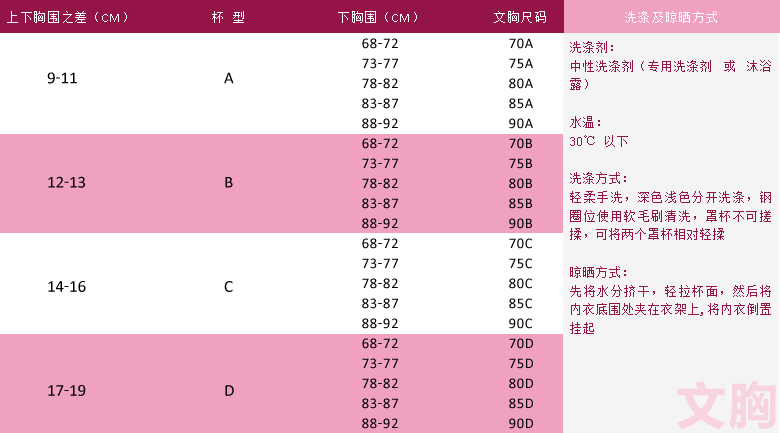 上下胸围之差(CM) 杯 型 下胸围(CM) 文胸尺码 洗涤及晾晒方式
68-72 70A
73-77 75A
9-11 A 78-82 80A
83-87 85A
88-92 90A
68-72 70B
73-77 75B
12-13 B 78-82 80B
83-87 85B
88-92 90B
68-72 70C
73-77 75C
14-16 C 78-82 80C
83-87 85C
88-92 90C
68-72 70D
73-77 75D
17-19 D 78-82 80D
83-87 85D
88-92 90D
洗涤剂:
中性洗涤剂(专用洗涤剂 或 沐浴
露)
水温:
30℃ 以下
洗涤方式:
轻柔手洗,深色浅色分开洗涤,钢
圈位使用软毛刷清洗,罩杯不可搓
揉,可将两个罩杯相对轻揉
晾晒方式:
先将水分挤干,轻拉杯面,然后将
内衣底围处夹在衣架上,将内衣倒置
挂起
文胸